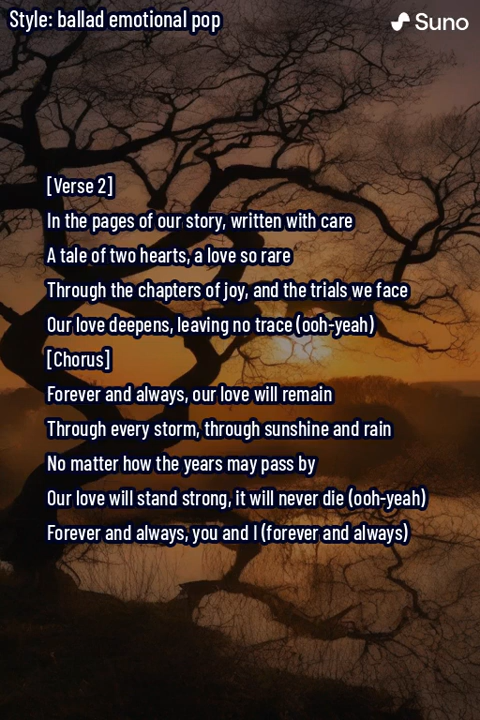 Style: ballad emotional pop
Suno
[Verse 2]
In the pages of our story, written with care
A tale of two hearts, a love so rare
Through the chapters of joy, and the trials we face
Our love deepens, leaving no trace (ooh-yeah)
[Chorus]
Forever and always, our love will remain
Through every storm, through sunshine and rain
No matter how the years may pass by
Our love will stand strong, it will never die (ooh-yeah)
Forever and always, you and I (forever and always)